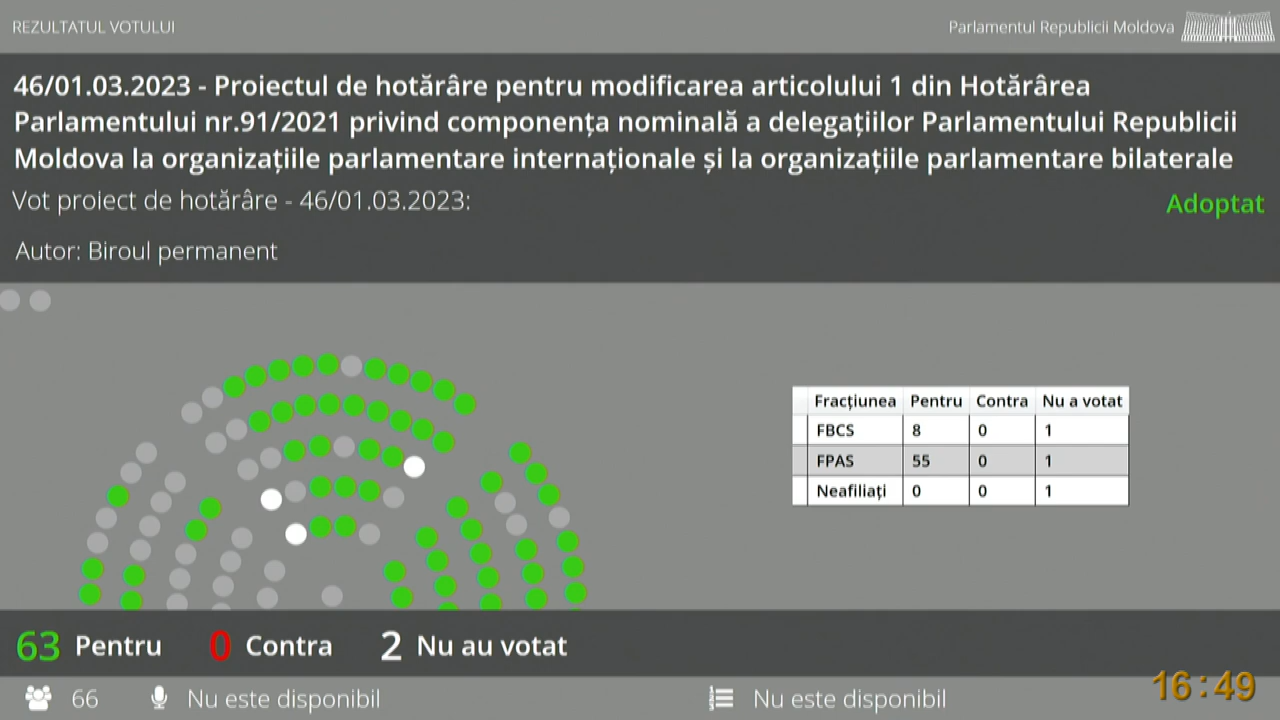 REZULTATUL VOTULUI
Parlamentul Republicii Moldova
46/01.03.2023 - Proiectul de hotărâre pentru modificarea articolului 1 din Hotărârea
Parlamentului nr.91/2021 privind componența nominală a delegațiilor Parlamentului Republicii
Moldova la organizațiile parlamentare internaționale și la organizațiile parlamentare bilaterale
Vot proiect de hotărâre - 46/01.03.2023:
Adoptat
Autor: Biroul permanent
Fracțiunea Pentru Contra Nu a votat
FBCS 8 0 1
FPAS 55 0 1
Neafiliați 0 0 1
63 Pentru 0 Contra 2 Nu au votat
66 Nu este disponibil Nu este disponibil
16:49